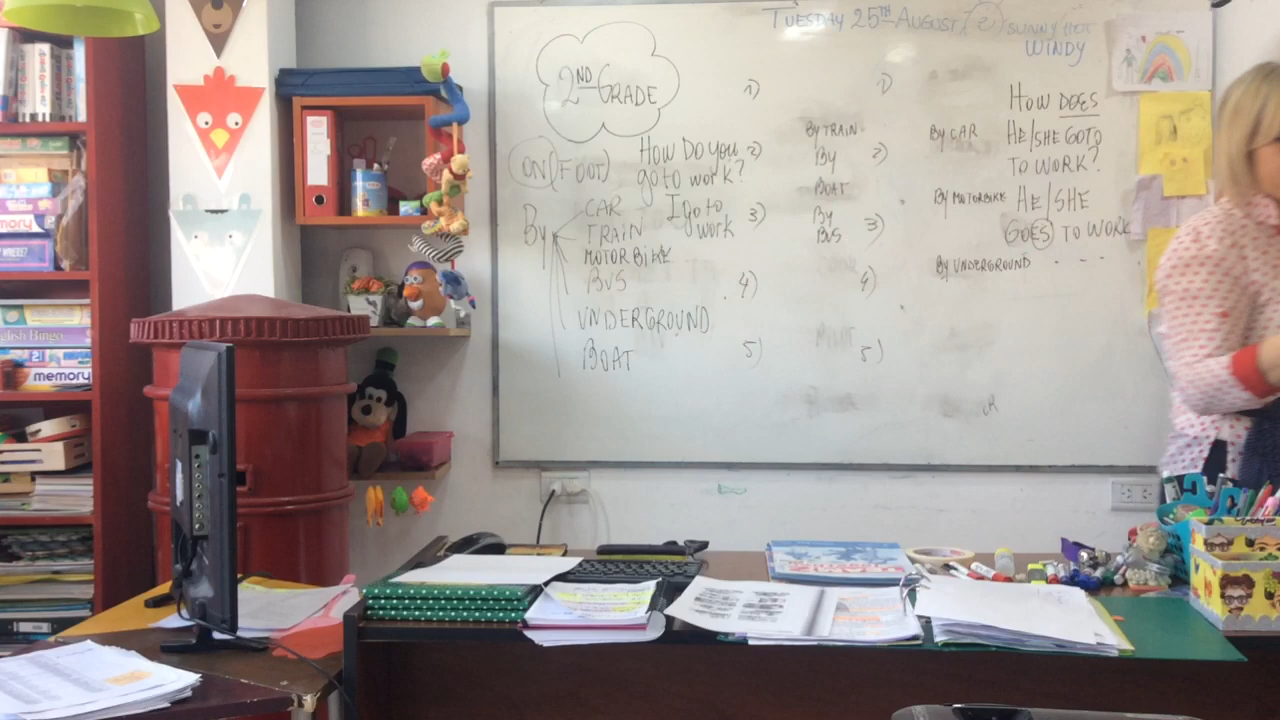 TUESDAY 25TH AUGUST
SUNNY HOT
WINDY
2ND GRADE
ON (FOOT)
By
CAR
TRAIN
MOTORBIKE
BUS
UNDERGROUND
BOAT
HOW DO YOU
go to work?
I go to
work
1)
2)
3)
4)
5)
By TRAIN
By
BOAT
By
BUS
1)
2)
3)
4)
5)
By CAR
By MOTORBIKE
By UNDERGROUND
HOW DOES
HE/SHE GO TO
TO WORK?
HE/SHE
GOES TO WORK
. . . .
English Bingo
memory